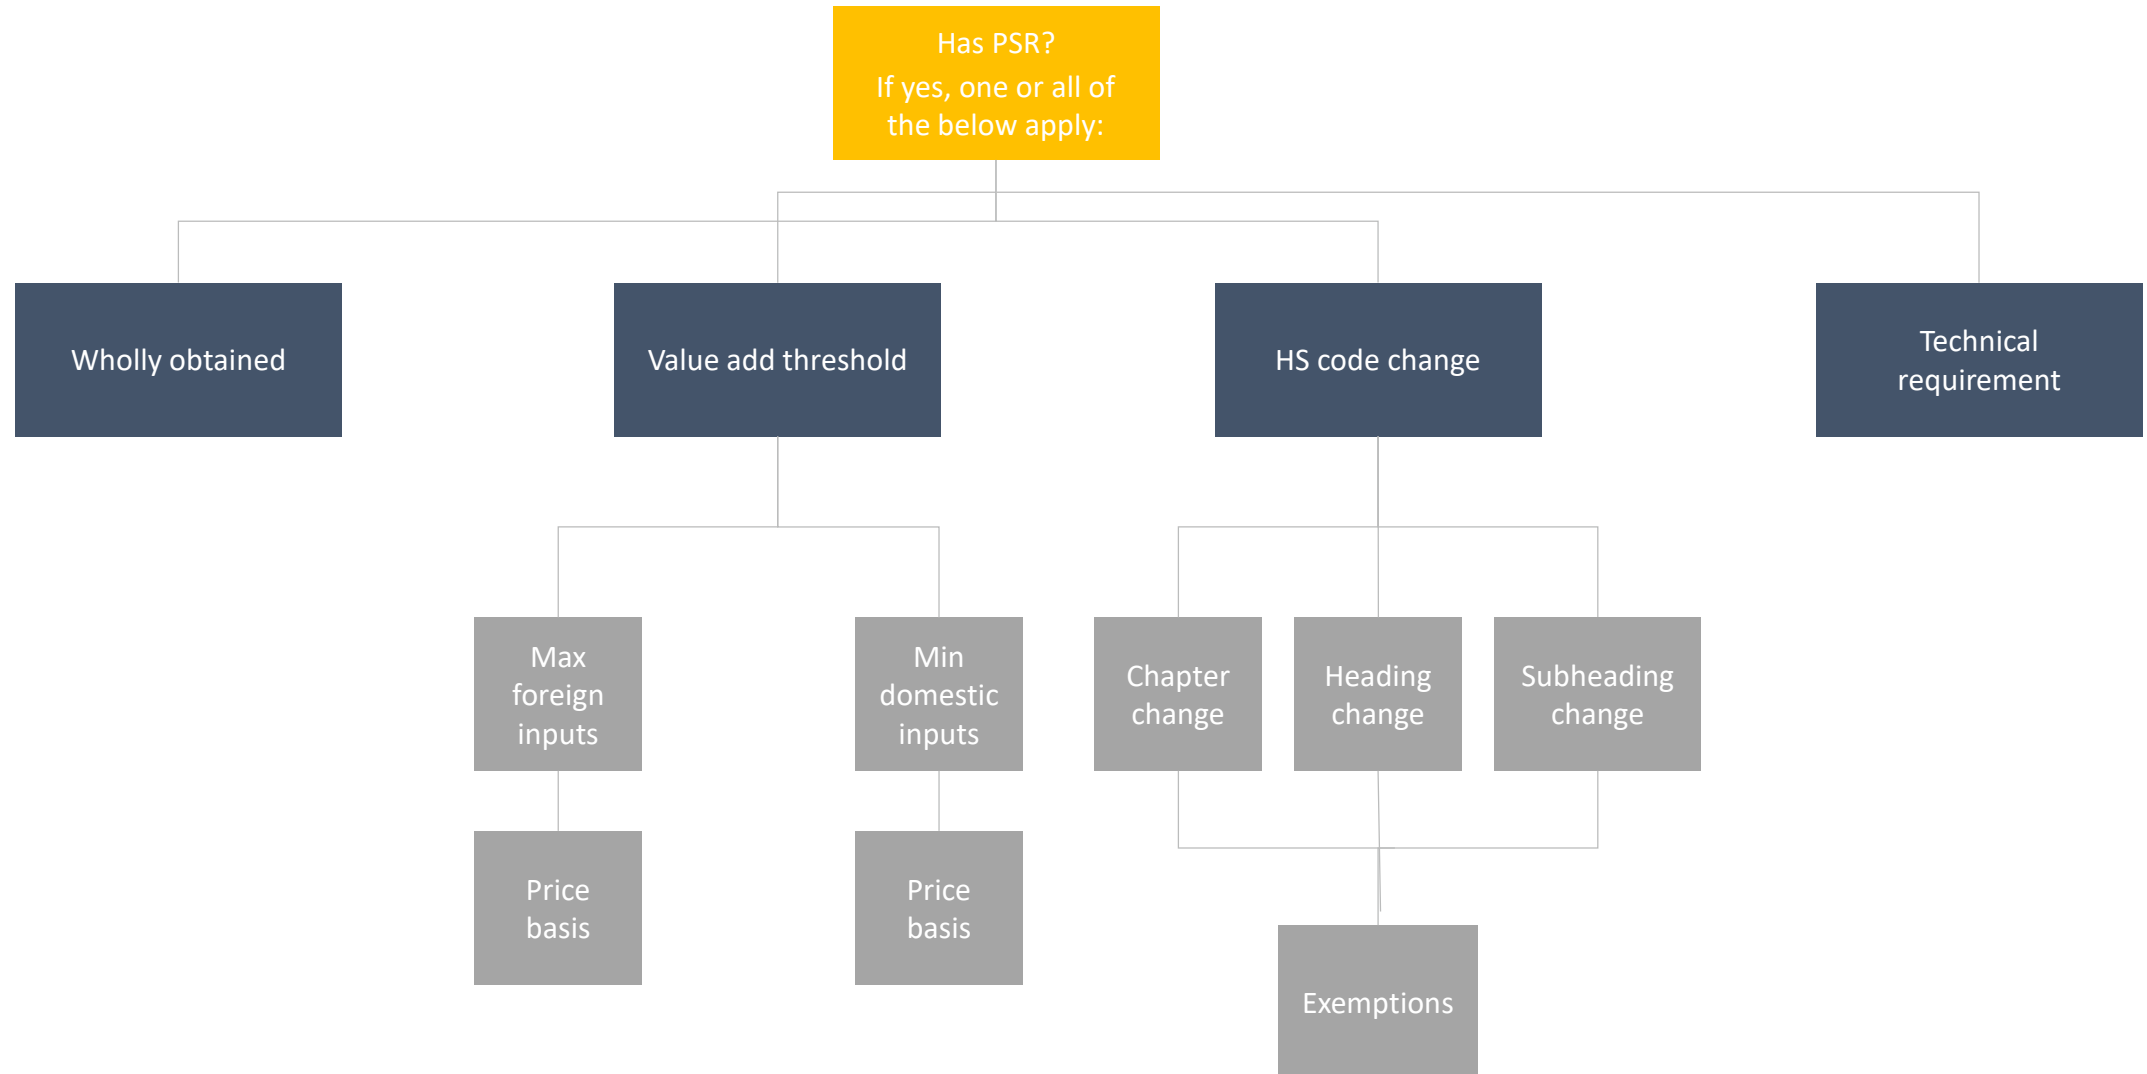 Has PSR?
If yes, one or all of
the below apply:
Wholly obtained
Value add threshold
HS code change
Technical
requirement
Max
foreign
inputs
Min
domestic
inputs
Chapter
change
Heading
change
Subheading
change
Price
basis
Price
basis
Exemptions